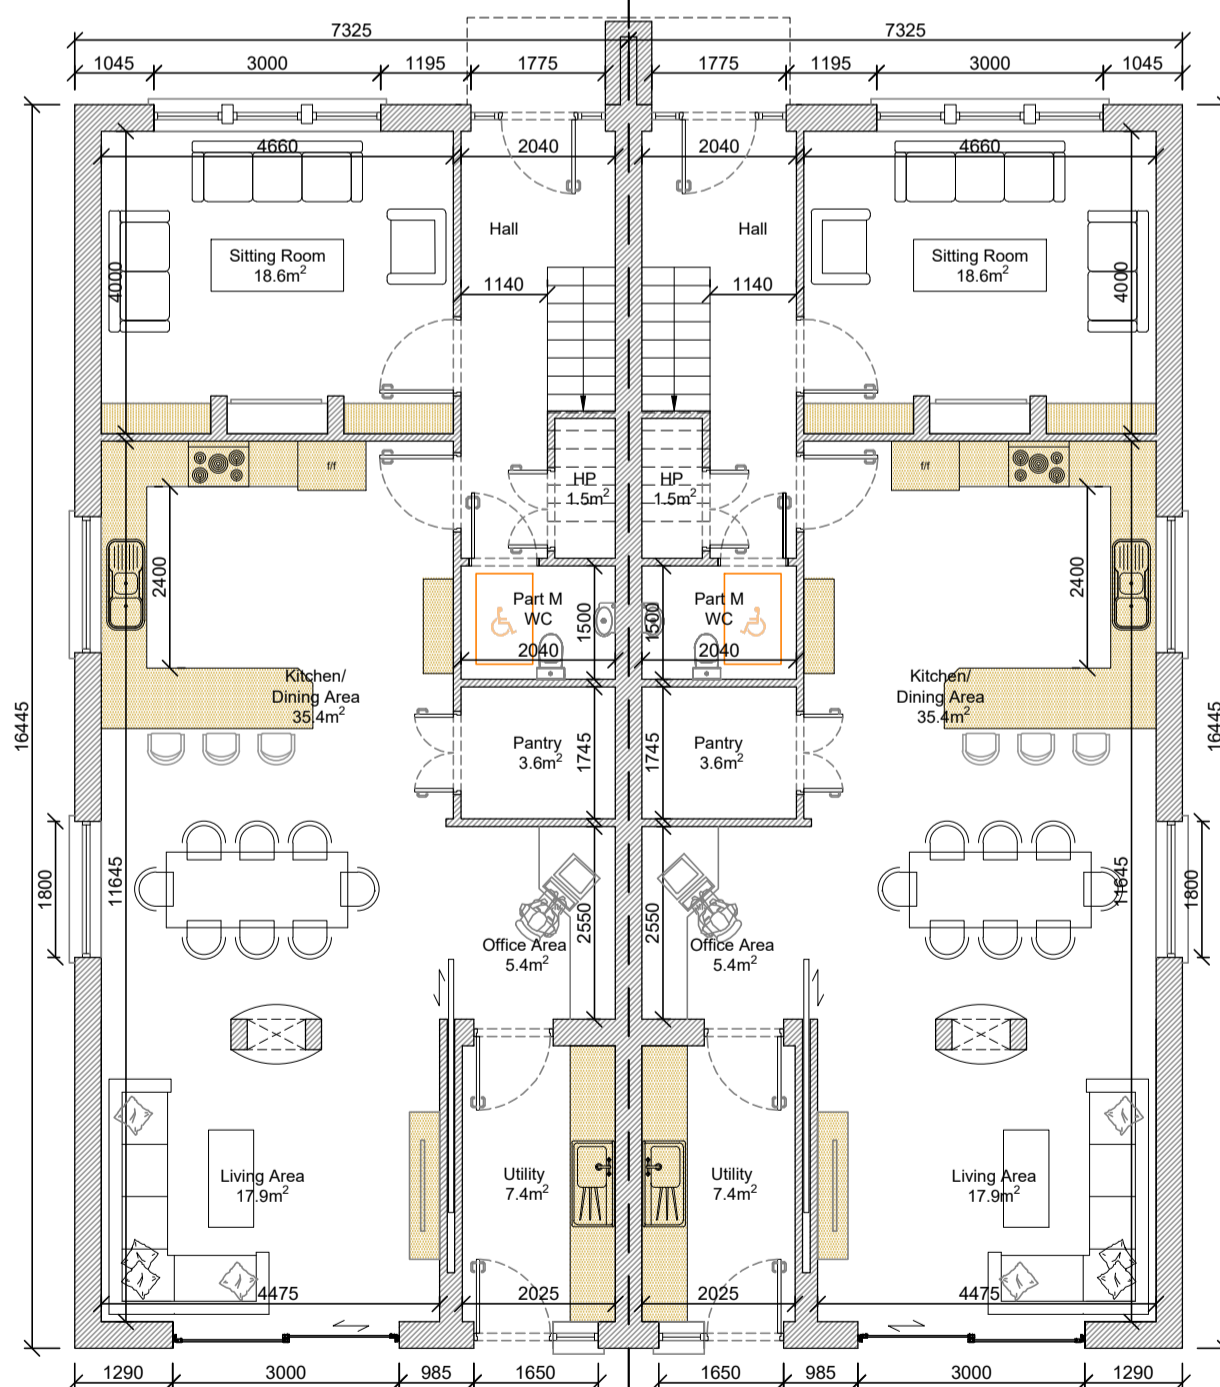 7325 7325
1045 3000 1195 1775 1775 1195 3000 1045
4660 2040 2040 4660
Hall Hall
Sitting Room
18.6m²
Sitting Room
18.6m²
4000 4000
1140 1140
f/f f/f
HP
1.5m²
HP
1.5m²
2400 2400
Part M
WC
Part M
WC
1500 1500
2040 2040
Kitchen/
Dining Area
35.4m²
Kitchen/
Dining Area
35.4m²
16445 16445
Pantry
3.6m²
Pantry
3.6m²
1745 1745
1800 11645 11645 1800
2550 2550
Office Area
5.4m²
Office Area
5.4m²
Living Area
17.9m²
Utility
7.4m²
Utility
7.4m²
Living Area
17.9m²
4475 2025 2025 4475
1290 3000 985 1650 1650 985 3000 1290